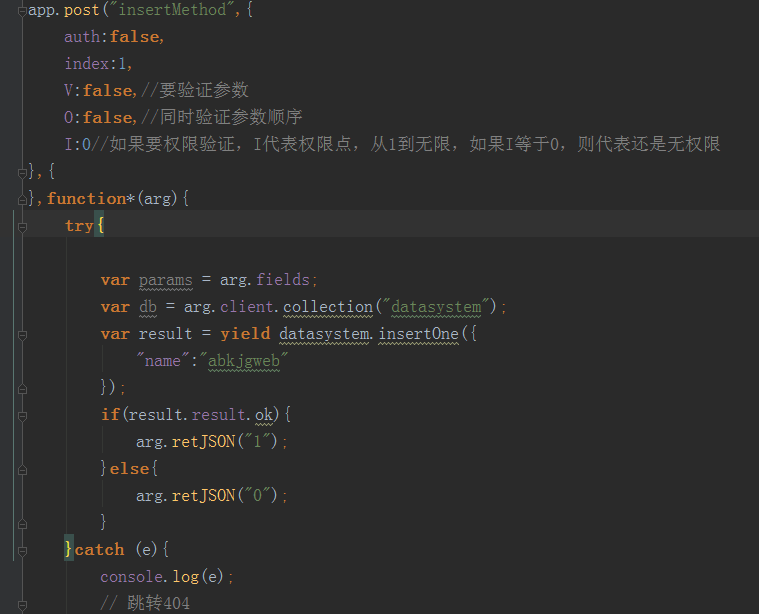 app.post("insertMethod",{
auth:false,
index:1,
V:false,//要验证参数
O:false,//同时验证参数顺序
I:0//如果要权限验证，I代表权限点，从1到无限，如果I等于0，则代表还是无权限
},{
},function*(arg){
try{
var params = arg.fields;
var db = arg.client.collection("datasystem");
var result = yield datasystem.insertOne({
"name":"abkjgweb"
});
if(result.result.ok){
arg.retJSON("1");
}else{
arg.retJSON("0");
}
}catch (e){
console.log(e);
// 跳转404